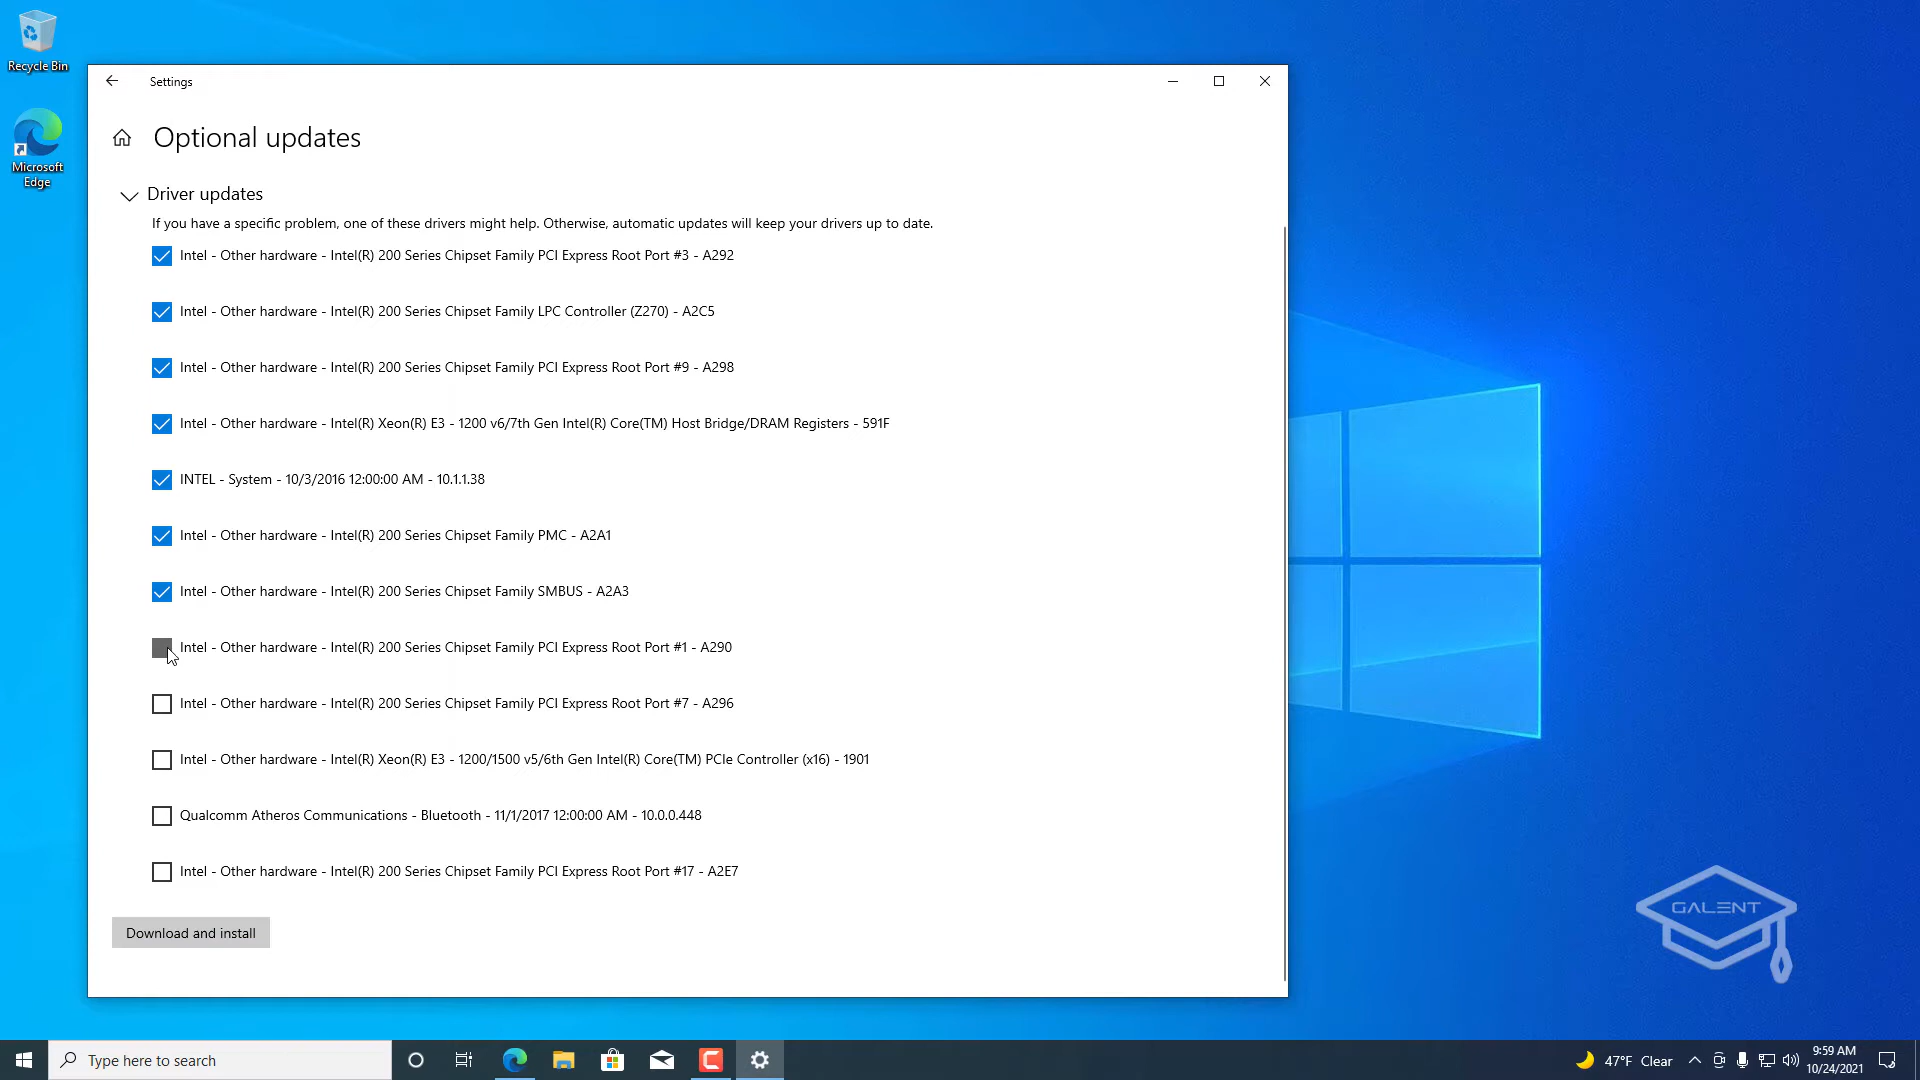 Recycle Bin
Microsoft
Edge
Settings
Optional updates
Driver updates
If you have a specific problem, one of these drivers might help. Otherwise, automatic updates will keep your drivers up to date.
Intel - Other hardware - Intel(R) 200 Series Chipset Family PCI Express Root Port #3 - A292
Intel - Other hardware - Intel(R) 200 Series Chipset Family LPC Controller (Z270) - A2C5
Intel - Other hardware - Intel(R) 200 Series Chipset Family PCI Express Root Port #9 - A298
Intel - Other hardware - Intel(R) Xeon(R) E3 - 1200 v6/7th Gen Intel(R) Core(TM) Host Bridge/DRAM Registers - 591F
INTEL - System - 10/3/2016 12:00:00 AM - 10.1.1.38
Intel - Other hardware - Intel(R) 200 Series Chipset Family PMC - A2A1
Intel - Other hardware - Intel(R) 200 Series Chipset Family SMBUS - A2A3
Intel - Other hardware - Intel(R) 200 Series Chipset Family PCI Express Root Port #1 - A290
Intel - Other hardware - Intel(R) 200 Series Chipset Family PCI Express Root Port #7 - A296
Intel - Other hardware - Intel(R) Xeon(R) E3 - 1200/1500 v5/6th Gen Intel(R) Core(TM) PCIe Controller (x16) - 1901
Qualcomm Atheros Communications - Bluetooth - 11/1/2017 12:00:00 AM - 10.0.0.448
Intel - Other hardware - Intel(R) 200 Series Chipset Family PCI Express Root Port #17 - A2E7
Download and install
GALENT
Type here to search
47°F Clear
9:59 AM
10/24/2021